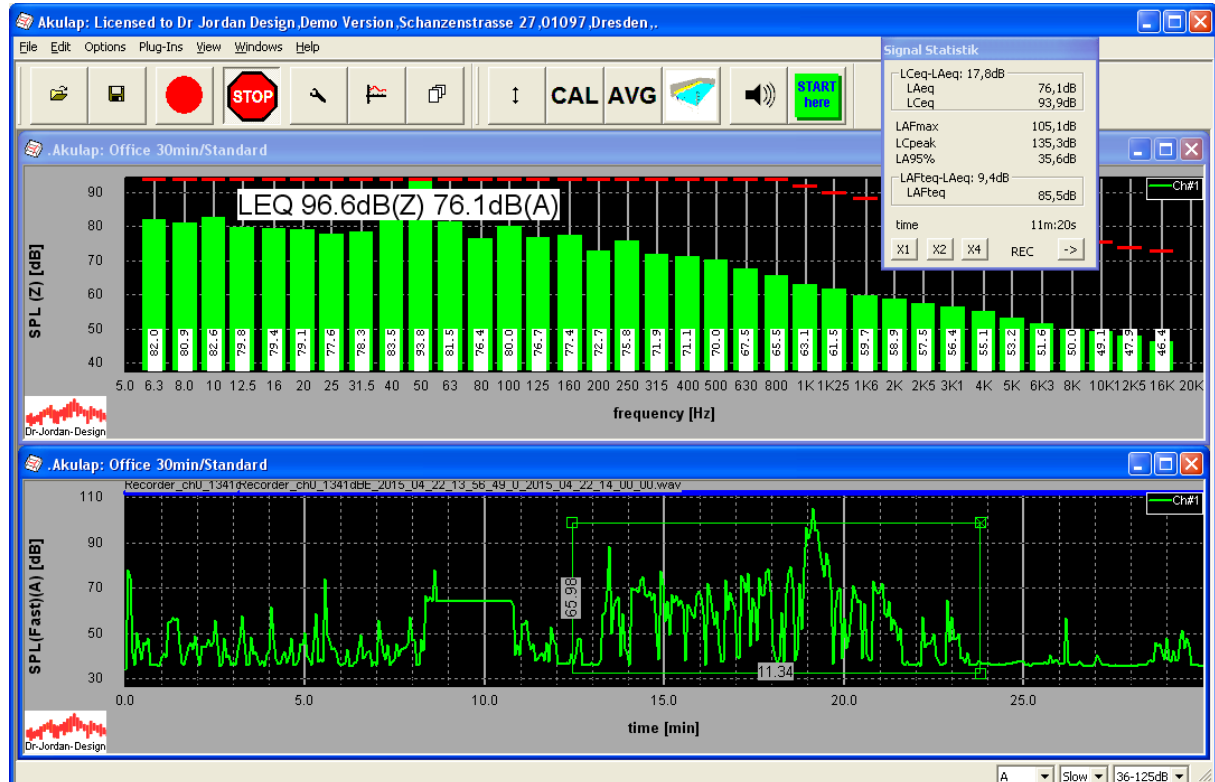 Akulap: Licensed to Dr Jordan Design,Demo Version,Schanzenstrasse 27,01097,Dresden,..
File Edit Options Plug-Ins View Windows Help
STOP CAL AVG START here
Signal Statistik
LCeq-LAeq: 17,8dB
LAeq 76,1dB
LCeq 93,9dB
LAFmax 105,1dB
LCpeak 135,3dB
LA95% 35,6dB
LAFteq-LAeq: 9,4dB
LAFteq 85,5dB
time 11m:20s
X1 X2 X4 REC ->
.Akulap: Office 30min/Standard
Ch#1
LEQ 96.6dB(Z) 76.1dB(A)
SPL (Z) [dB]
90
80
70
60
50
40
82.0 80.9 82.6 79.8 79.4 79.1 77.6 78.3 83.5 93.8 81.5 76.4 80.0 76.7 77.4 72.7 75.8 71.9 71.1 70.0 67.5 65.5 63.1 61.5 59.7 58.9 57.5 56.4 55.1 53.2 51.6 50.0 49.1 47.9 46.4
5.0 6.3 8.0 10 12.5 16 20 25 31.5 40 50 63 80 100 125 160 200 250 315 400 500 630 800 1K 1K25 1K6 2K 2K5 3K1 4K 5K 6K3 8K 10K 12K5 16K 20K
frequency [Hz]
Dr-Jordan-Design
.Akulap: Office 30min/Standard
Recorder_ch0_1341 Recorder_ch0_1341dBE_2015_04_22_13_56_49_0_2015_04_22_14_00_00.wav
Ch#1
SPL(Fast)(A) [dB]
110
90
70
50
30
65.98
11.34
0.0 5.0 10.0 15.0 20.0 25.0
time [min]
Dr-Jordan-Design
A Slow 36-125dB